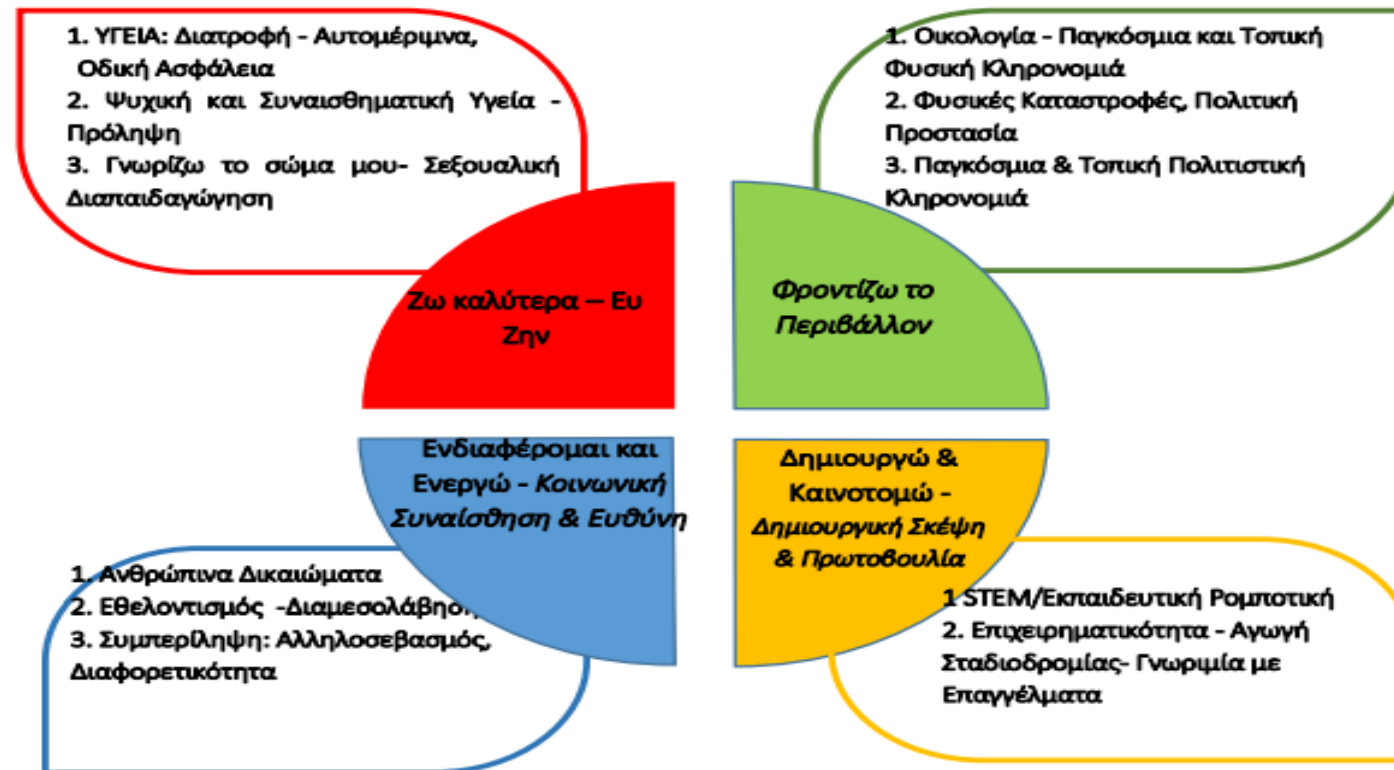 1. ΥΓΕΙΑ: Διατροφή - Αυτομέριμνα,
Οδική Ασφάλεια
2. Ψυχική και Συναισθηματική Υγεία -
Πρόληψη
3. Γνωρίζω το σώμα μου- Σεξουαλική
Διαπαιδαγώγηση
1. Οικολογία - Παγκόσμια και Τοπική
Φυσική Κληρονομιά
2. Φυσικές Καταστροφές, Πολιτική
Προστασία
3. Παγκόσμια & Τοπική Πολιτιστική
Κληρονομιά
Ζω καλύτερα – Ευ
Ζην
Φροντίζω το
Περιβάλλον
Ενδιαφέρομαι και
Ενεργώ - Κοινωνική
Συναίσθηση & Ευθύνη
Δημιουργώ &
Καινοτομώ -
Δημιουργική Σκέψη
& Πρωτοβουλία
1. Ανθρώπινα Δικαιώματα
2. Εθελοντισμός -Διαμεσολάβηση,
3. Συμπερίληψη: Αλληλοσεβασμός,
Διαφορετικότητα
1 STEM/Εκπαιδευτική Ρομποτική
2. Επιχειρηματικότητα - Αγωγή
Σταδιοδρομίας- Γνωριμία με
Επαγγέλματα